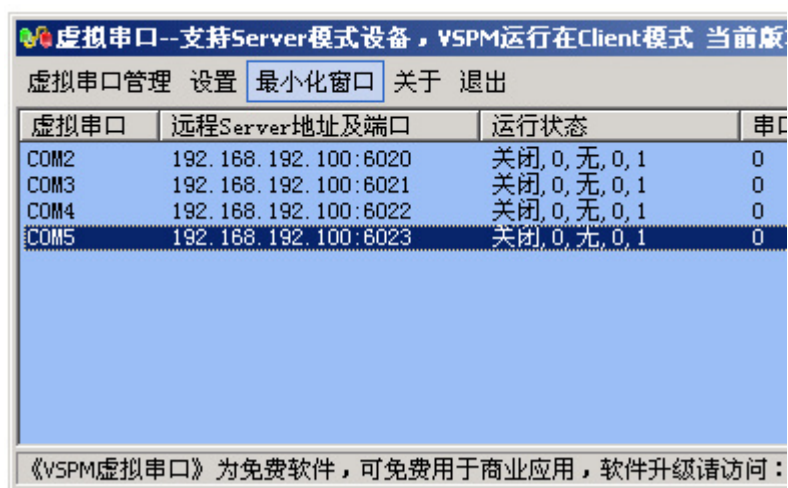 虚拟串口--支持Server模式设备，VSPM运行在Client模式 当前版
虚拟串口管理 设置 最小化窗口 关于 退出
虚拟串口 远程Server地址及端口 运行状态 串口
COM2 192.168.192.100:6020 关闭,0,无,0,1 0
COM3 192.168.192.100:6021 关闭,0,无,0,1 0
COM4 192.168.192.100:6022 关闭,0,无,0,1 0
COM5 192.168.192.100:6023 关闭,0,无,0,1 0
《VSPM虚拟串口》为免费软件，可免费用于商业应用，软件升级请访问：